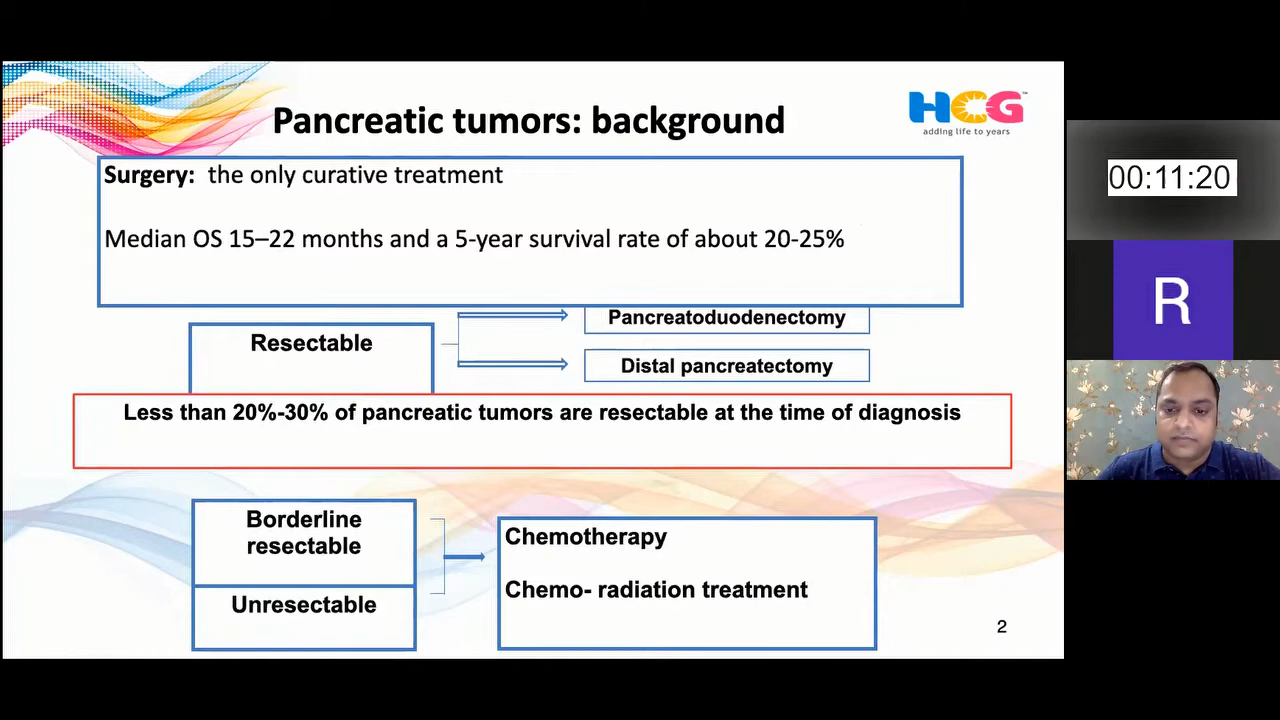 Pancreatic tumors: background
HCG
adding life to years
Surgery: the only curative treatment
Median OS 15–22 months and a 5-year survival rate of about 20-25%
Resectable
Pancreatoduodenectomy
Distal pancreatectomy
Less than 20%-30% of pancreatic tumors are resectable at the time of diagnosis
Borderline
resectable
Unresectable
Chemotherapy
Chemo- radiation treatment
2
00:11:20
R